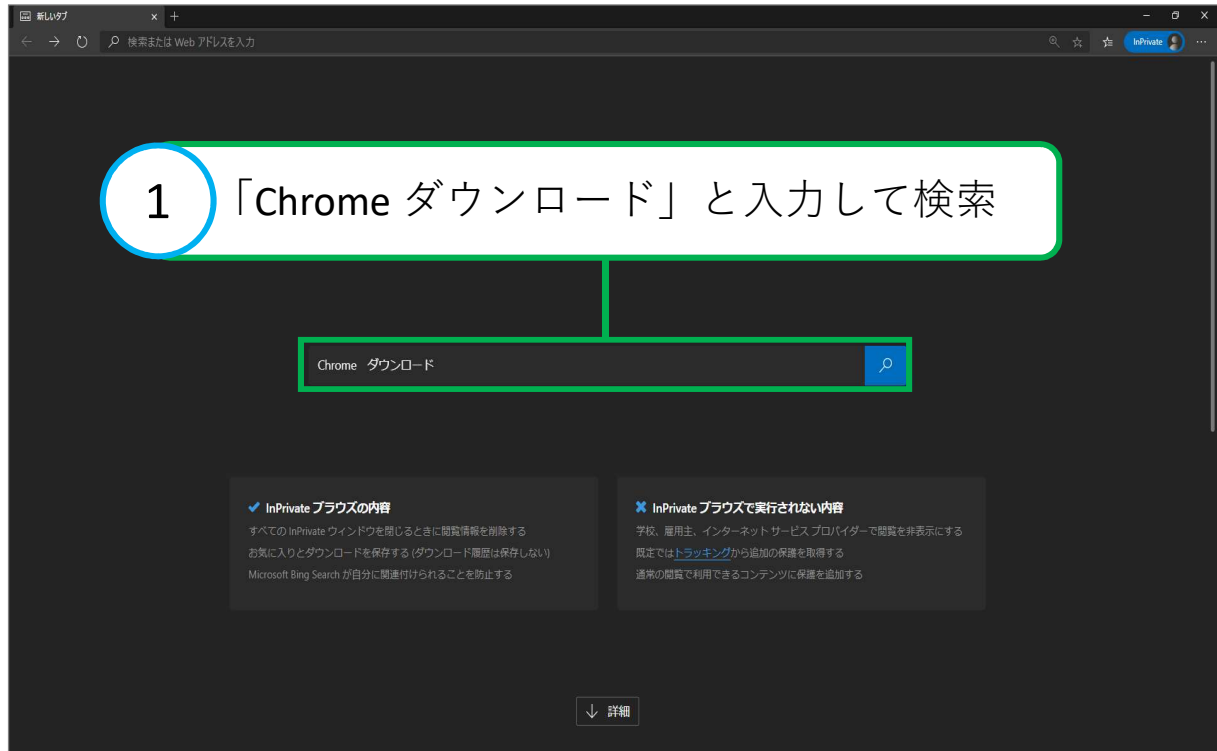 新しいタブ
検索または Web アドレスを入力
InPrivate
1
「Chrome ダウンロード」と入力して検索
Chrome　ダウンロード
InPrivate ブラウズの内容
すべての InPrivate ウィンドウを閉じるときに閲覧情報を削除する
お気に入りとダウンロードを保存する (ダウンロード履歴は保存しない)
Microsoft Bing Search が自分に関連付けられることを防止する
InPrivate ブラウズで実行されない内容
学校、雇用主、インターネット サービス プロバイダーで閲覧を非表示にする
既定ではトラッキングから追加の保護を取得する
通常の閲覧で利用できるコンテンツに保護を追加する
詳細